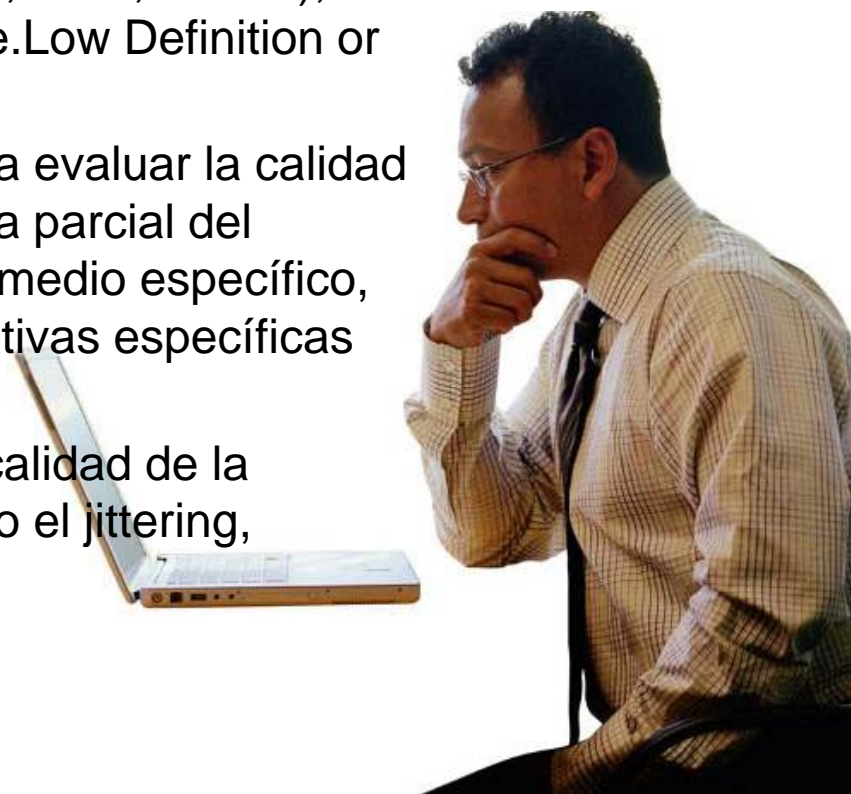 e.Low Definition or
a evaluar la calidad
a parcial del
medio específico,
tivas específicas
calidad de la
o el jittering,